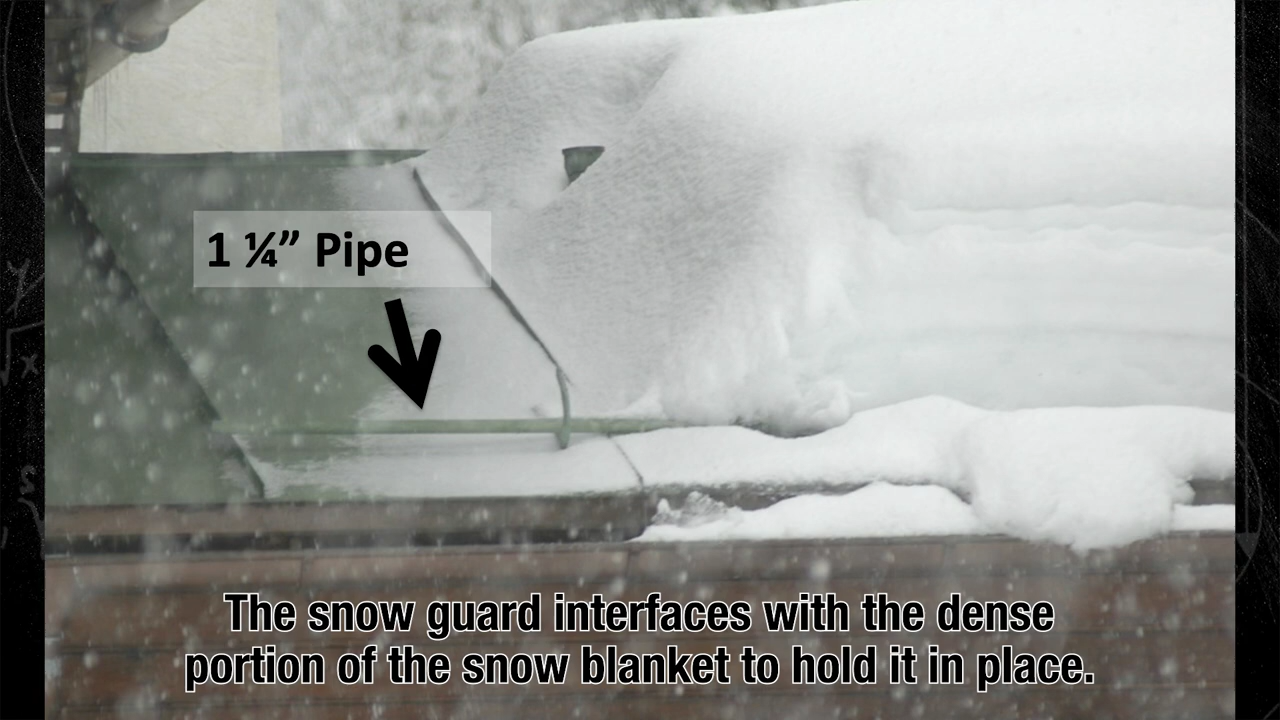 1 ¼” Pipe
The snow guard interfaces with the dense
portion of the snow blanket to hold it in place.